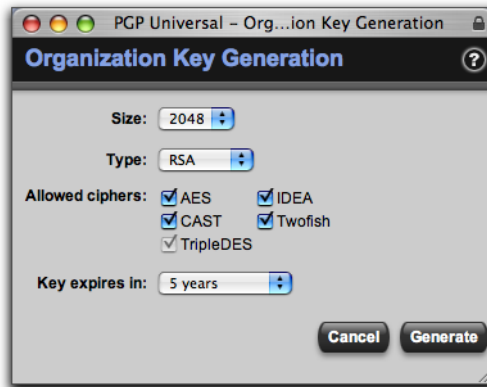 PGP Universal – Org...ion Key Generation
Organization Key Generation
?
Size: 2048
Type: RSA
Allowed ciphers: AES IDEA
CAST Twofish
TripleDES
Key expires in: 5 years
Cancel Generate